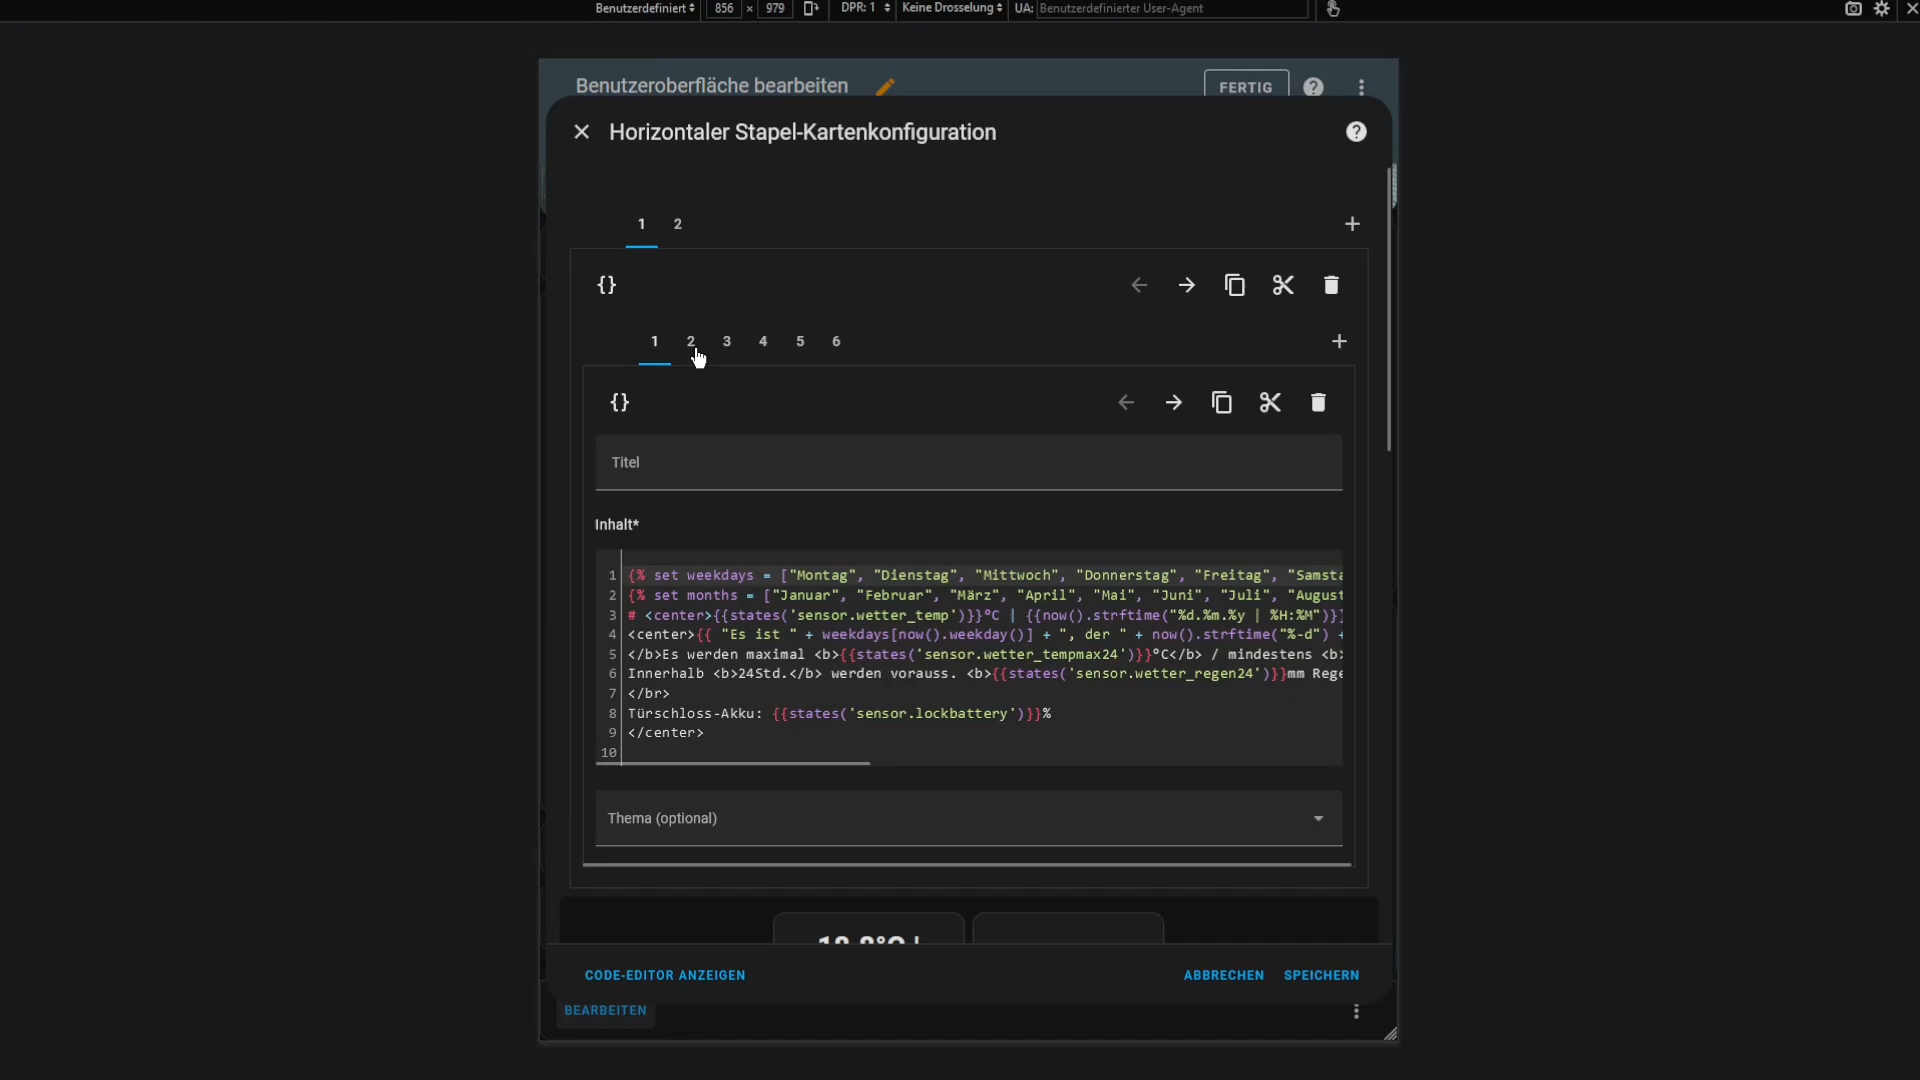 Benutzerdefiniert 856 × 979 DPR: 1 Keine Drosselung UA: Benutzerdefinierter User-Agent
Benutzeroberfläche bearbeiten FERTIG
Horizontaler Stapel-Kartenkonfiguration
1 2
{}
1 2 3 4 5 6
{}
Titel
Inhalt*
1 {% set weekdays = ["Montag", "Dienstag", "Mittwoch", "Donnerstag", "Freitag", "Samsta
2 {% set months = ["Januar", "Februar", "März", "April", "Mai", "Juni", "Juli", "August
3 # <center>{{states('sensor.wetter_temp')}}°C | {{now().strftime("%d.%m.%y | %H:%M")}}
4 <center>{{ "Es ist " + weekdays[now().weekday()] + ", der " + now().strftime("%-d") +
5 </b>Es werden maximal <b>{{states('sensor.wetter_tempmax24')}}°C</b> / mindestens <b>
6 Innerhalb <b>24Std.</b> werden vorauss. <b>{{states('sensor.wetter_regen24')}}mm Rege
7 </br>
8 Türschloss-Akku: {{states('sensor.lockbattery')}}%
9 </center>
10
Thema (optional)
CODE-EDITOR ANZEIGEN ABBRECHEN SPEICHERN
BEARBEITEN